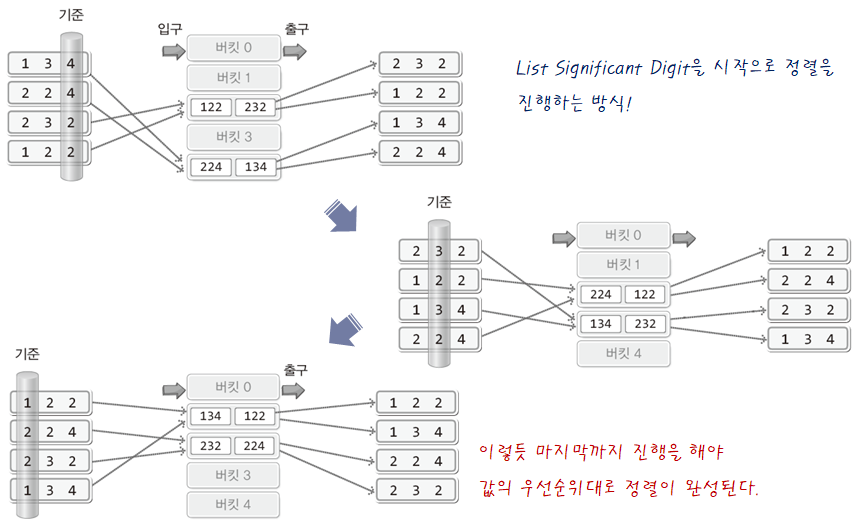 기준
입구
출구
1 3 4
2 2 4
2 3 2
1 2 2
버킷 0
버킷 1
122 232
버킷 3
224 134
2 3 2
1 2 2
1 3 4
2 2 4
List Significant Digit을 시작으로 정렬을
진행하는 방식!
기준
2 3 2
1 2 2
1 3 4
2 2 4
버킷 0
버킷 1
224 122
134 232
버킷 4
1 2 2
2 2 4
2 3 2
1 3 4
기준
출구
1 2 2
2 2 4
2 3 2
1 3 4
버킷 0
134 122
232 224
버킷 3
버킷 4
1 2 2
1 3 4
2 2 4
2 3 2
이렇듯 마지막까지 진행을 해야
값의 우선순위대로 정렬이 완성된다.